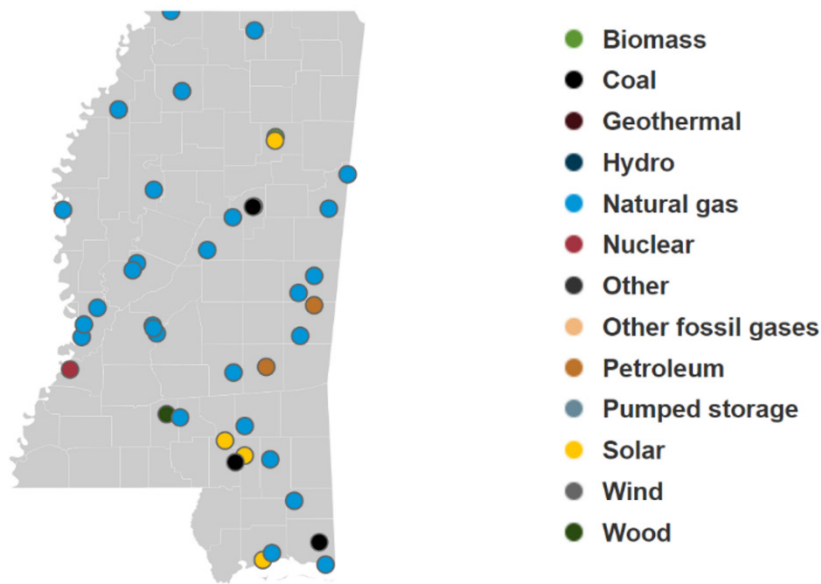 Biomass
Coal
Geothermal
Hydro
Natural gas
Nuclear
Other
Other fossil gases
Petroleum
Pumped storage
Solar
Wind
Wood